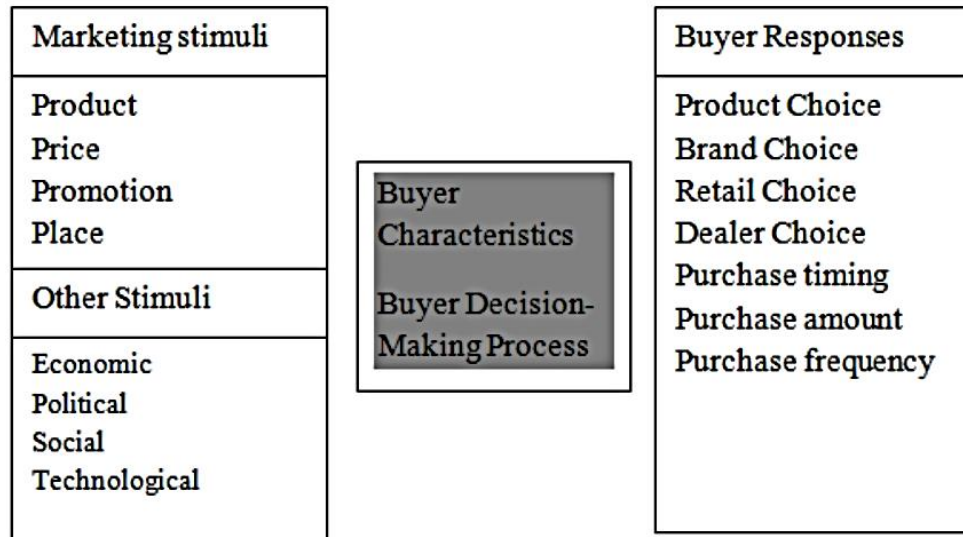 Marketing stimuli
Product
Price
Promotion
Place
Other Stimuli
Economic
Political
Social
Technological
Buyer
Characteristics
Buyer Decision-
Making Process
Buyer Responses
Product Choice
Brand Choice
Retail Choice
Dealer Choice
Purchase timing
Purchase amount
Purchase frequency